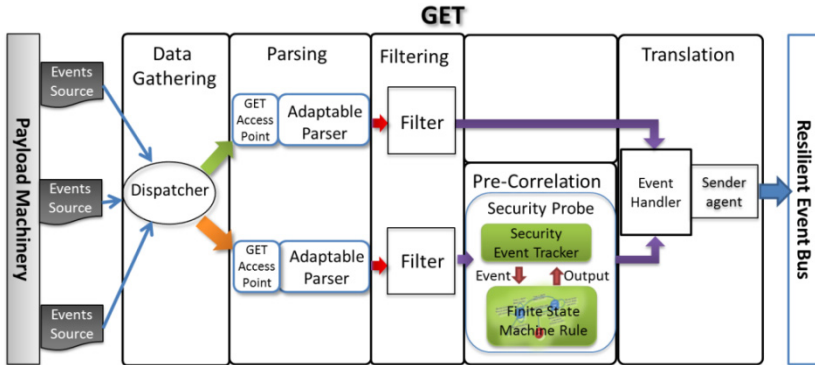 GET
Payload Machinery
Events
Source
Events
Source
Events
Source
Data
Gathering
Dispatcher
Parsing
GET
Access
Point
Adaptable
Parser
GET
Access
Point
Adaptable
Parser
Filtering
Filter
Filter
Pre-Correlation
Security Probe
Security
Event Tracker
Event
Output
Finite State
Machine Rule
Translation
Event
Handler
Sender
agent
Resilient Event Bus